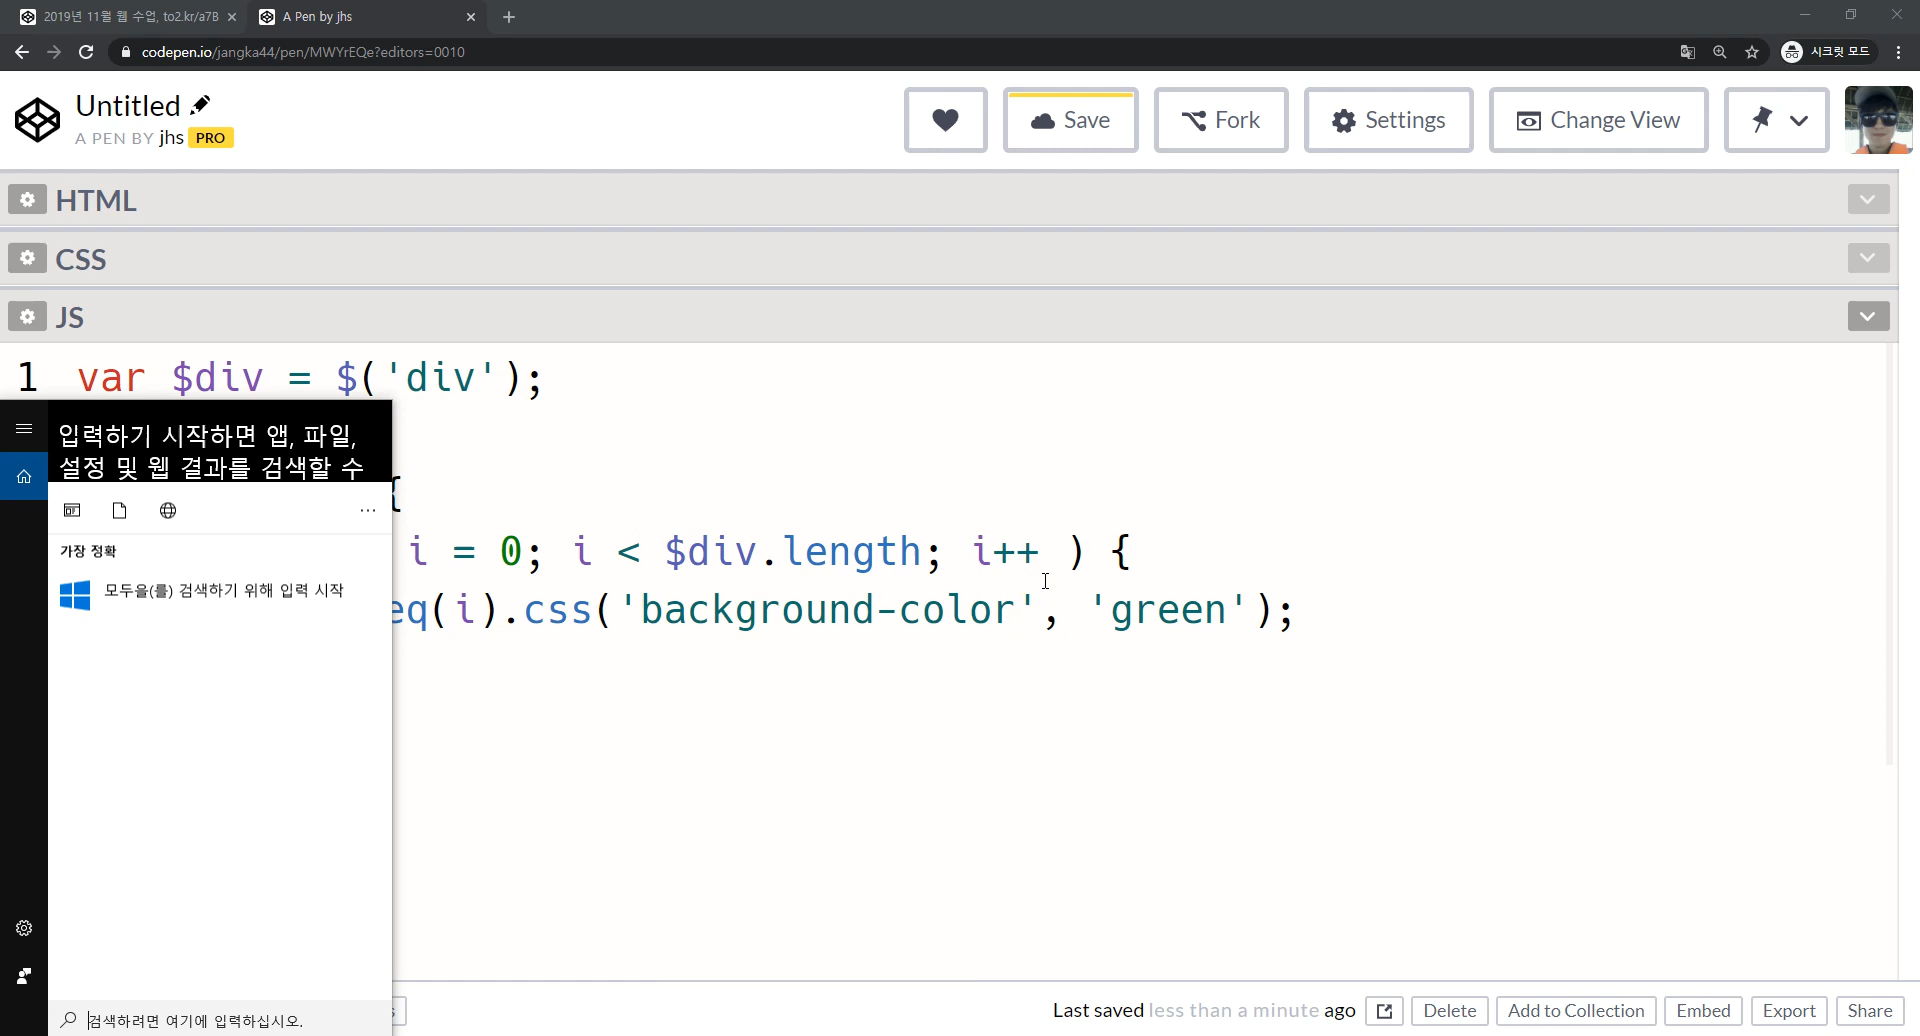 2019년 11월 웹 수업, to2.kr/a7B
A Pen by jhs
codepen.io/jangka44/pen/MWYrEQe?editors=0010
시크릿 모드
Untitled
A PEN BY jhs PRO
Save
Fork
Settings
Change View
HTML
CSS
JS
1 var $div = $('div');
{
i = 0; i < $div.length; i++ ) {
eq(i).css('background-color', 'green');
입력하기 시작하면 앱, 파일,
설정 및 웹 결과를 검색할 수
가장 정확
모두을(를) 검색하기 위해 입력 시작
검색하려면 여기에 입력하십시오.
Last saved less than a minute ago
Delete
Add to Collection
Embed
Export
Share